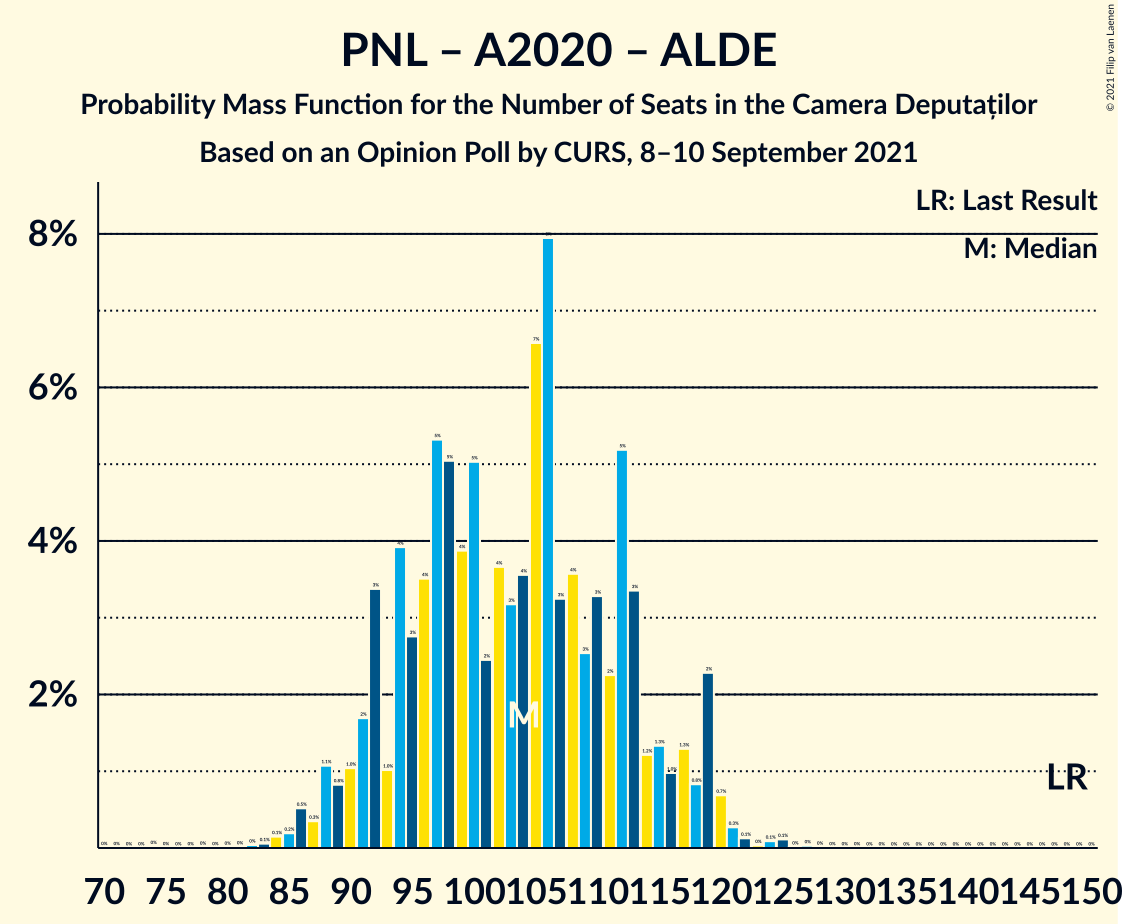 PNL – A2020 – ALDE
Probability Mass Function for the Number of Seats in the Camera Deputaților
Based on an Opinion Poll by CURS, 8–10 September 2021
© 2021 Filip van Laenen
LR: Last Result
M: Median
8%
6%
4%
2%
M
LR
70 75 80 85 90 95 100 105 110 115 120 125 130 135 140 145 150